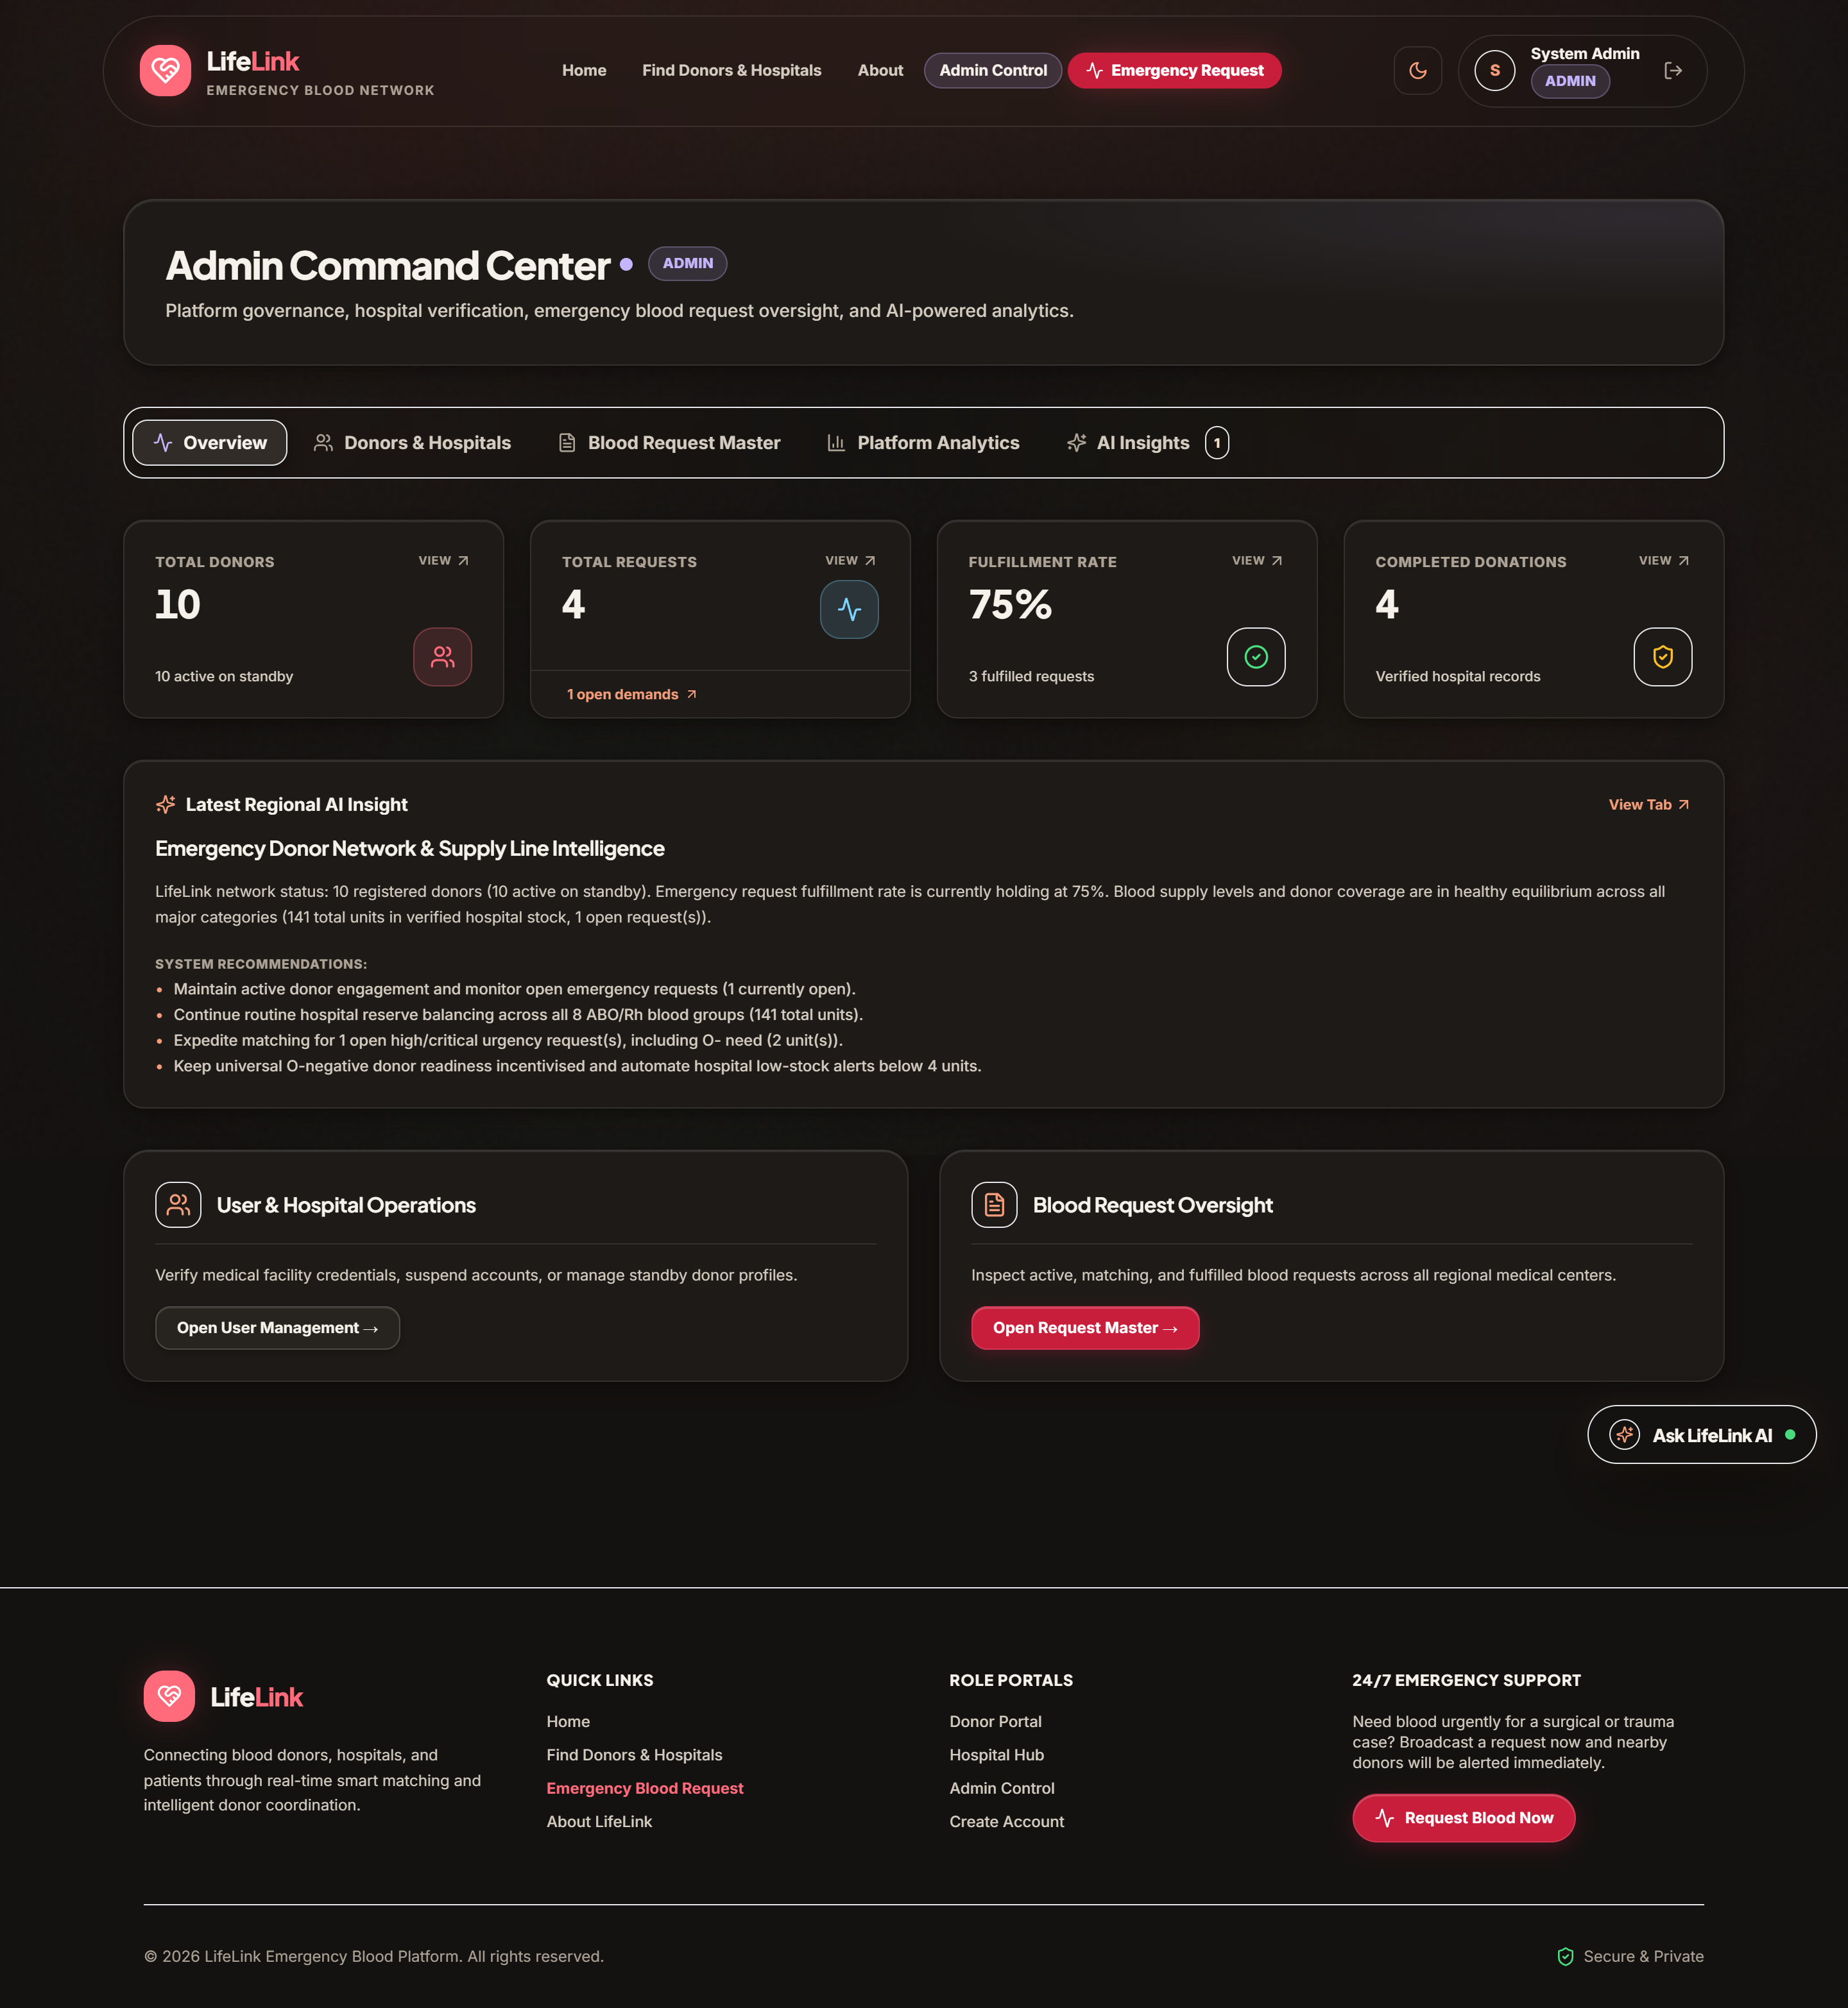 LifeLink
EMERGENCY BLOOD NETWORK
Home
Find Donors & Hospitals
About
Admin Control
Emergency Request
S
System Admin
ADMIN
Admin Command Center
ADMIN
Platform governance, hospital verification, emergency blood request oversight, and AI-powered analytics.
Overview
Donors & Hospitals
Blood Request Master
Platform Analytics
AI Insights
1
TOTAL DONORS
VIEW
10
10 active on standby
TOTAL REQUESTS
VIEW
4
1 open demands
FULFILLMENT RATE
VIEW
75%
3 fulfilled requests
COMPLETED DONATIONS
VIEW
4
Verified hospital records
Latest Regional AI Insight
View Tab
Emergency Donor Network & Supply Line Intelligence
LifeLink network status: 10 registered donors (10 active on standby). Emergency request fulfillment rate is currently holding at 75%. Blood supply levels and donor coverage are in healthy equilibrium across all
major categories (141 total units in verified hospital stock, 1 open request(s)).
SYSTEM RECOMMENDATIONS:
• Maintain active donor engagement and monitor open emergency requests (1 currently open).
• Continue routine hospital reserve balancing across all 8 ABO/Rh blood groups (141 total units).
• Expedite matching for 1 open high/critical urgency request(s), including O- need (2 unit(s)).
• Keep universal O-negative donor readiness incentivised and automate hospital low-stock alerts below 4 units.
User & Hospital Operations
Verify medical facility credentials, suspend accounts, or manage standby donor profiles.
Open User Management →
Blood Request Oversight
Inspect active, matching, and fulfilled blood requests across all regional medical centers.
Open Request Master →
Ask LifeLink AI
LifeLink
Connecting blood donors, hospitals, and
patients through real-time smart matching and
intelligent donor coordination.
QUICK LINKS
Home
Find Donors & Hospitals
Emergency Blood Request
About LifeLink
ROLE PORTALS
Donor Portal
Hospital Hub
Admin Control
Create Account
24/7 EMERGENCY SUPPORT
Need blood urgently for a surgical or trauma
case? Broadcast a request now and nearby
donors will be alerted immediately.
Request Blood Now
© 2026 LifeLink Emergency Blood Platform. All rights reserved.
Secure & Private